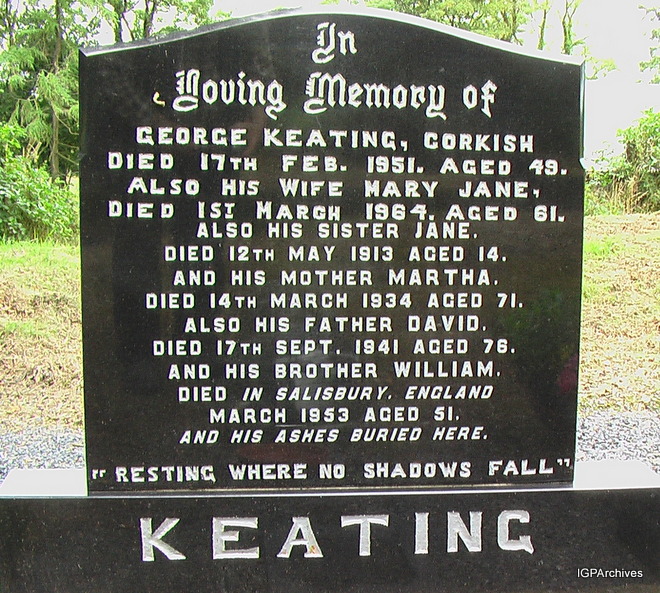 In
Loving Memory of
GEORGE KEATING, CORKISH
DIED 17TH FEB. 1951. AGED 49.
ALSO HIS WIFE MARY JANE,
DIED 1ST MARCH 1964. AGED 61.
ALSO HIS SISTER JANE.
DIED 12TH MAY 1913 AGED 14.
AND HIS MOTHER MARTHA.
DIED 14TH MARCH 1934 AGED 71.
ALSO HIS FATHER DAVID.
DIED 17TH SEPT. 1941 AGED 76.
AND HIS BROTHER WILLIAM.
DIED IN SALISBURY. ENGLAND
MARCH 1953 AGED 51.
AND HIS ASHES BURIED HERE.
"RESTING WHERE NO SHADOWS FALL"
KEATING
IGPArchives